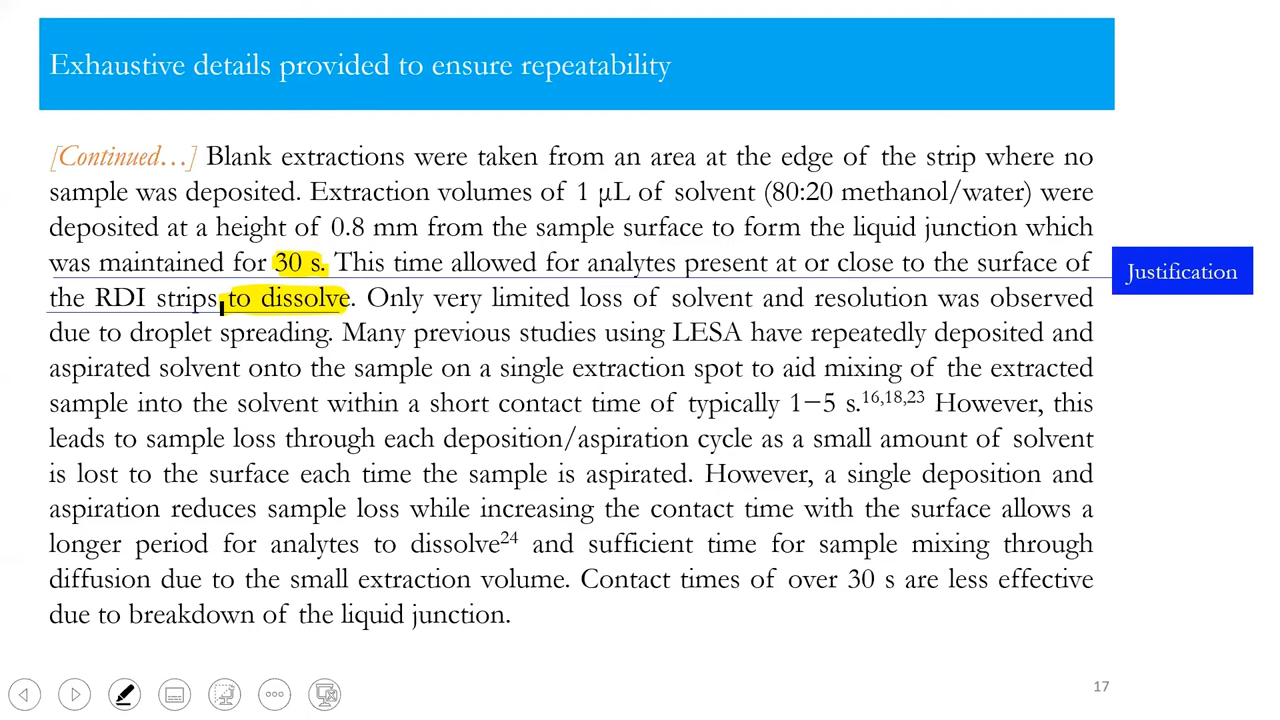 Exhaustive details provided to ensure repeatability
[Continued…] Blank extractions were taken from an area at the edge of the strip where no
sample was deposited. Extraction volumes of 1 μL of solvent (80:20 methanol/water) were
deposited at a height of 0.8 mm from the sample surface to form the liquid junction which
was maintained for 30 s. This time allowed for analytes present at or close to the surface of
the RDI strips to dissolve. Only very limited loss of solvent and resolution was observed
due to droplet spreading. Many previous studies using LESA have repeatedly deposited and
aspirated solvent onto the sample on a single extraction spot to aid mixing of the extracted
sample into the solvent within a short contact time of typically 1−5 s.16,18,23 However, this
leads to sample loss through each deposition/aspiration cycle as a small amount of solvent
is lost to the surface each time the sample is aspirated. However, a single deposition and
aspiration reduces sample loss while increasing the contact time with the surface allows a
longer period for analytes to dissolve24 and sufficient time for sample mixing through
diffusion due to the small extraction volume. Contact times of over 30 s are less effective
due to breakdown of the liquid junction.
Justification
17